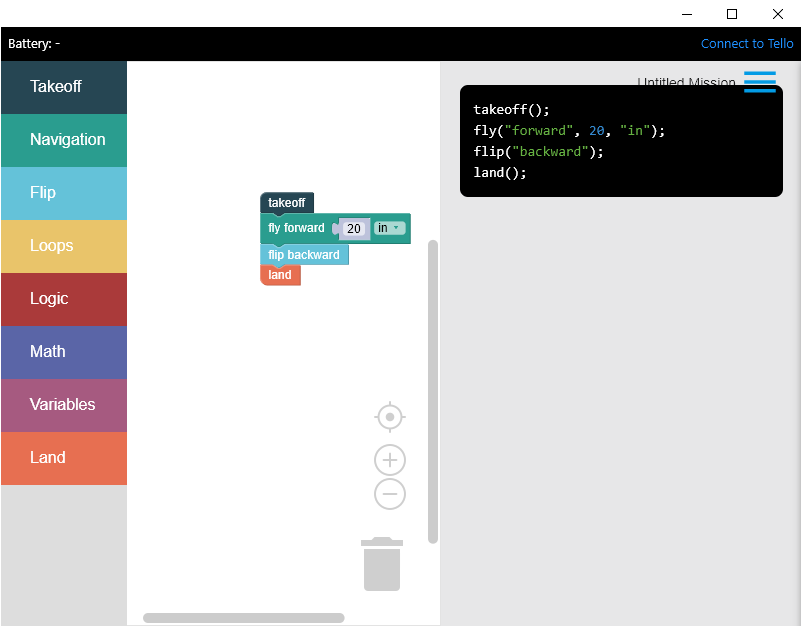 Battery: -
Connect to Tello
Takeoff
Navigation
Flip
Loops
Logic
Math
Variables
Land
takeoff
fly forward 20 in
flip backward
land
Untitled Mission
takeoff();
fly("forward", 20, "in");
flip("backward");
land();